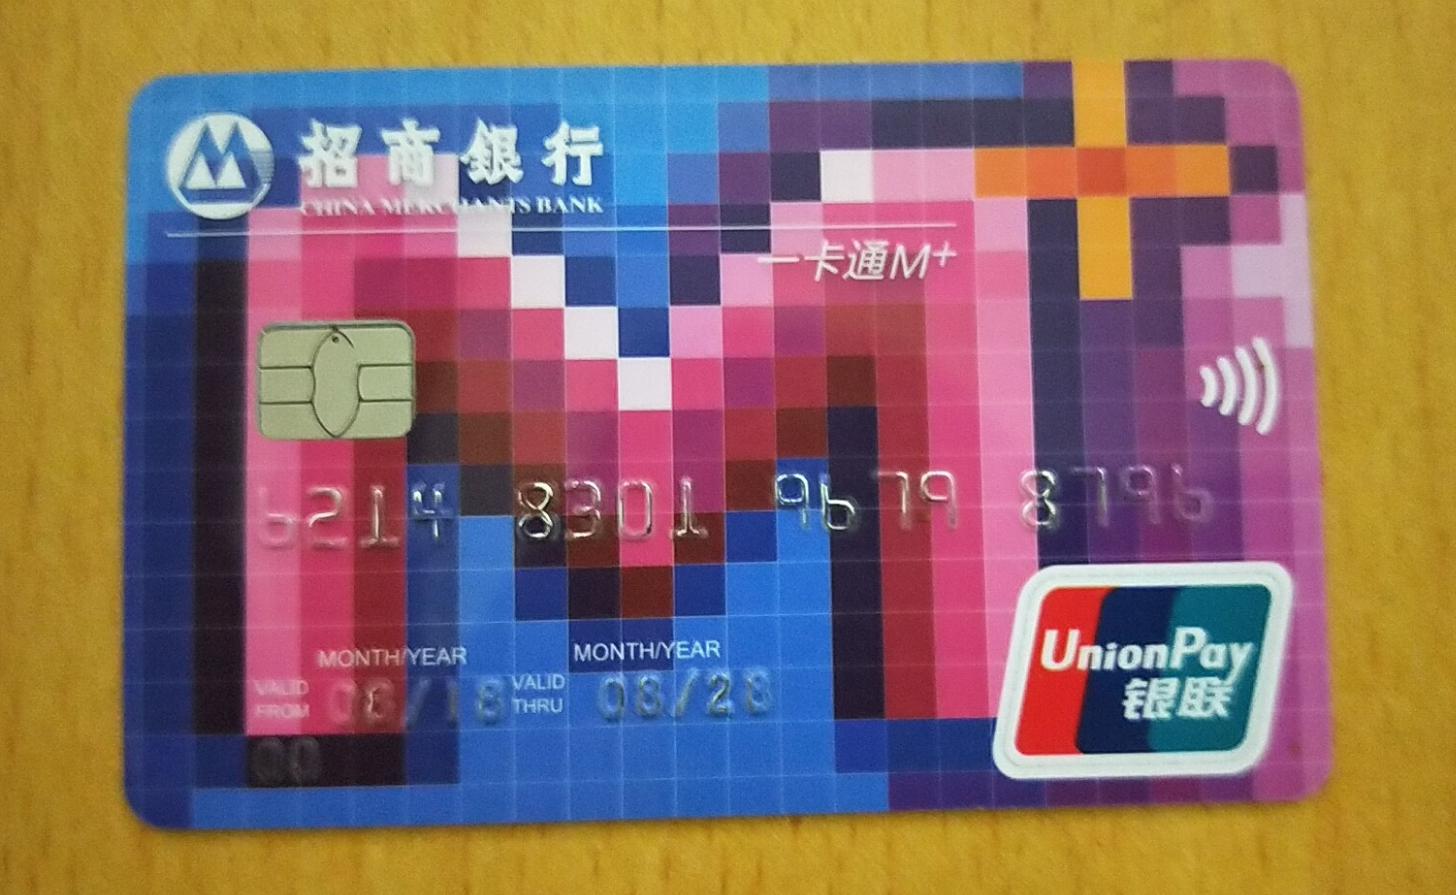 招商銀行
CHINA MERCHANTS BANK
一卡通M+
6214 8301 9679 8796
MONTH/YEAR MONTH/YEAR
VALID FROM 08/18 VALID THRU 08/28
00
UnionPay
银联